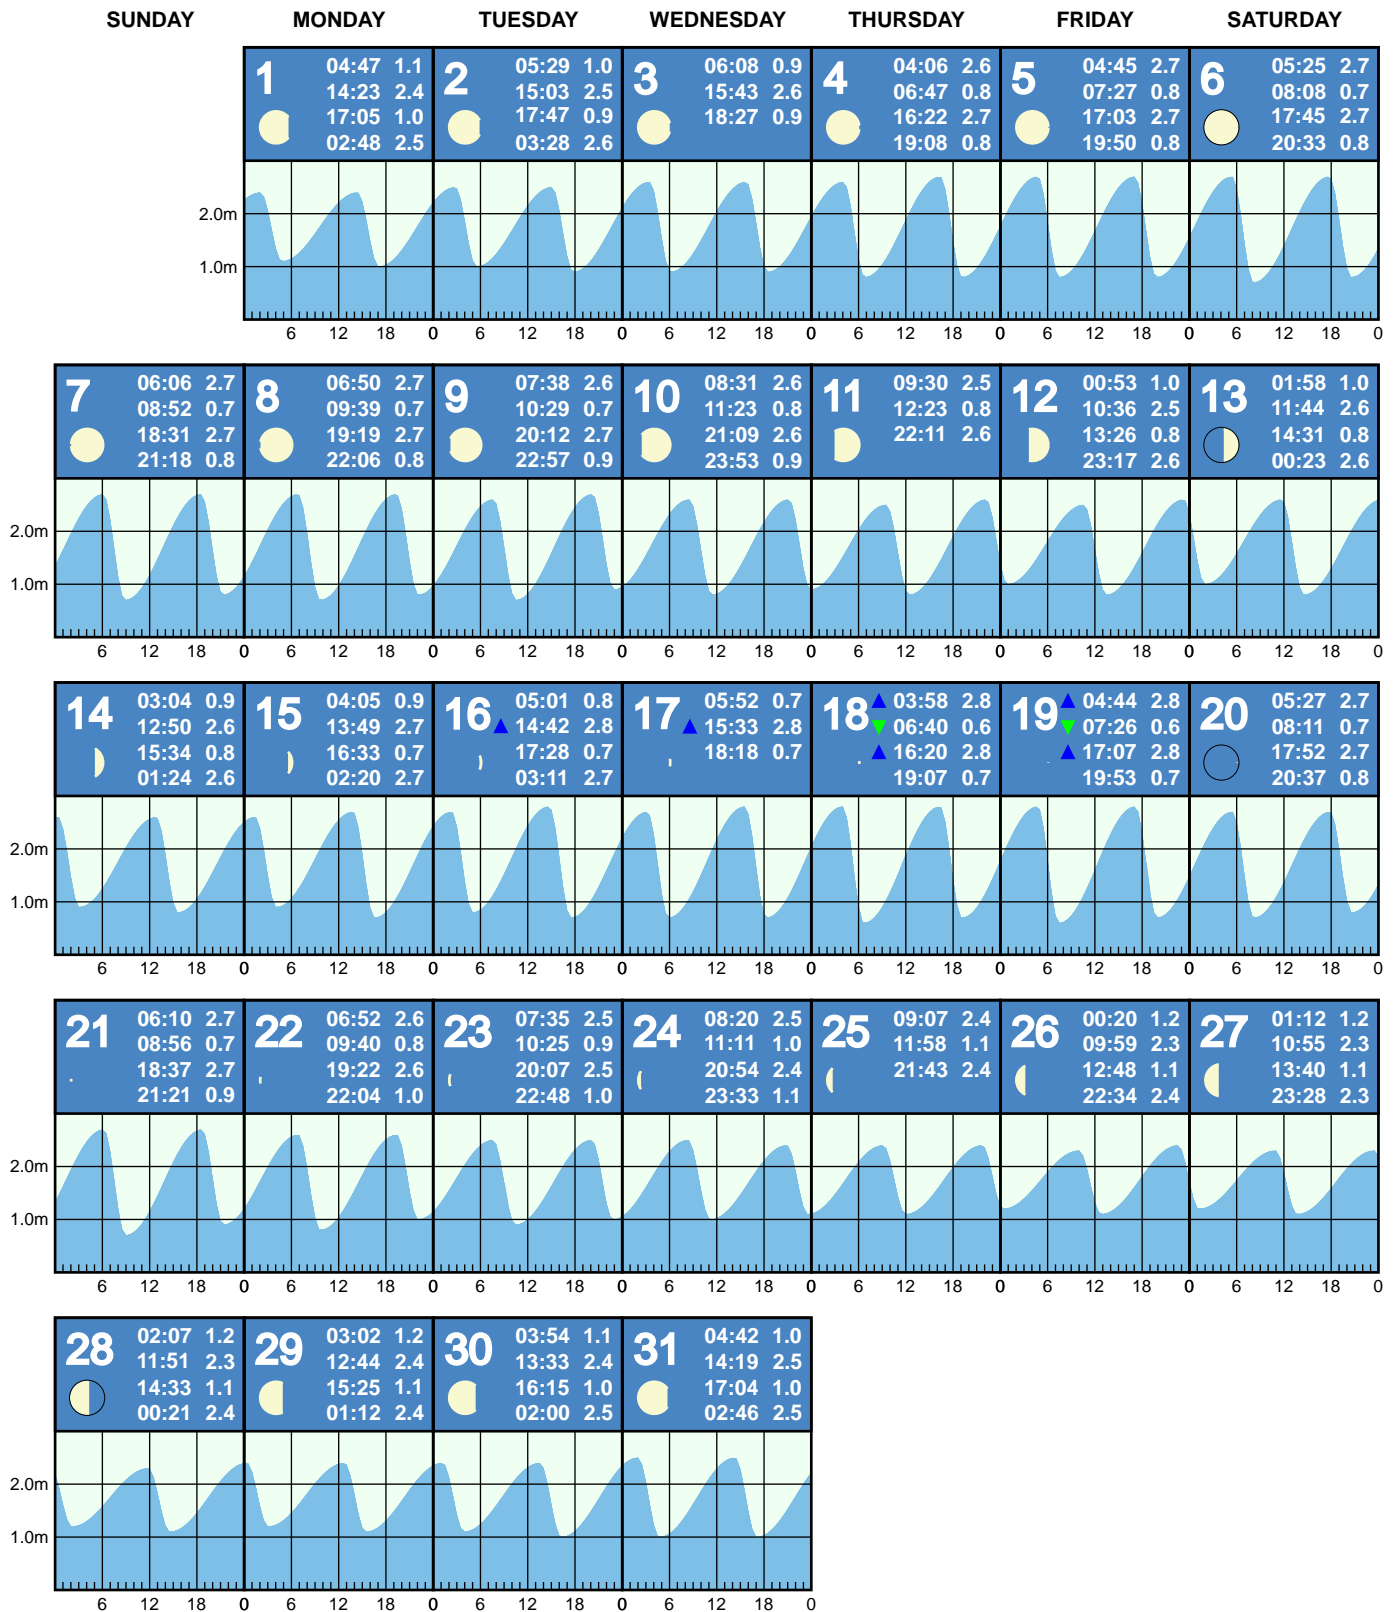 SUNDAY MONDAY TUESDAY WEDNESDAY THURSDAY FRIDAY SATURDAY
1 04:47 1.1
14:23 2.4
17:05 1.0
02:48 2.5
2 05:29 1.0
15:03 2.5
17:47 0.9
03:28 2.6
3 06:08 0.9
15:43 2.6
18:27 0.9
4 04:06 2.6
06:47 0.8
16:22 2.7
19:08 0.8
5 04:45 2.7
07:27 0.8
17:03 2.7
19:50 0.8
6 05:25 2.7
08:08 0.7
17:45 2.7
20:33 0.8
2.0m
1.0m
6 12 18 0 6 12 18 0 6 12 18 0 6 12 18 0 6 12 18 0 6 12 18 0
7 06:06 2.7
08:52 0.7
18:31 2.7
21:18 0.8
8 06:50 2.7
09:39 0.7
19:19 2.7
22:06 0.8
9 07:38 2.6
10:29 0.7
20:12 2.7
22:57 0.9
10 08:31 2.6
11:23 0.8
21:09 2.6
23:53 0.9
11 09:30 2.5
12:23 0.8
22:11 2.6
12 00:53 1.0
10:36 2.5
13:26 0.8
23:17 2.6
13 01:58 1.0
11:44 2.6
14:31 0.8
00:23 2.6
2.0m
1.0m
6 12 18 0 6 12 18 0 6 12 18 0 6 12 18 0 6 12 18 0 6 12 18 0 6 12 18 0
14 03:04 0.9
12:50 2.6
15:34 0.8
01:24 2.6
15 04:05 0.9
13:49 2.7
16:33 0.7
02:20 2.7
16 05:01 0.8
14:42 2.8
17:28 0.7
03:11 2.7
17 05:52 0.7
15:33 2.8
18:18 0.7
18 03:58 2.8
06:40 0.6
16:20 2.8
19:07 0.7
19 04:44 2.8
07:26 0.6
17:07 2.8
19:53 0.7
20 05:27 2.7
08:11 0.7
17:52 2.7
20:37 0.8
2.0m
1.0m
6 12 18 0 6 12 18 0 6 12 18 0 6 12 18 0 6 12 18 0 6 12 18 0 6 12 18 0
21 06:10 2.7
08:56 0.7
18:37 2.7
21:21 0.9
22 06:52 2.6
09:40 0.8
19:22 2.6
22:04 1.0
23 07:35 2.5
10:25 0.9
20:07 2.5
22:48 1.0
24 08:20 2.5
11:11 1.0
20:54 2.4
23:33 1.1
25 09:07 2.4
11:58 1.1
21:43 2.4
26 00:20 1.2
09:59 2.3
12:48 1.1
22:34 2.4
27 01:12 1.2
10:55 2.3
13:40 1.1
23:28 2.3
2.0m
1.0m
6 12 18 0 6 12 18 0 6 12 18 0 6 12 18 0 6 12 18 0 6 12 18 0 6 12 18 0
28 02:07 1.2
11:51 2.3
14:33 1.1
00:21 2.4
29 03:02 1.2
12:44 2.4
15:25 1.1
01:12 2.4
30 03:54 1.1
13:33 2.4
16:15 1.0
02:00 2.5
31 04:42 1.0
14:19 2.5
17:04 1.0
02:46 2.5
2.0m
1.0m
6 12 18 0 6 12 18 0 6 12 18 0 6 12 18 0